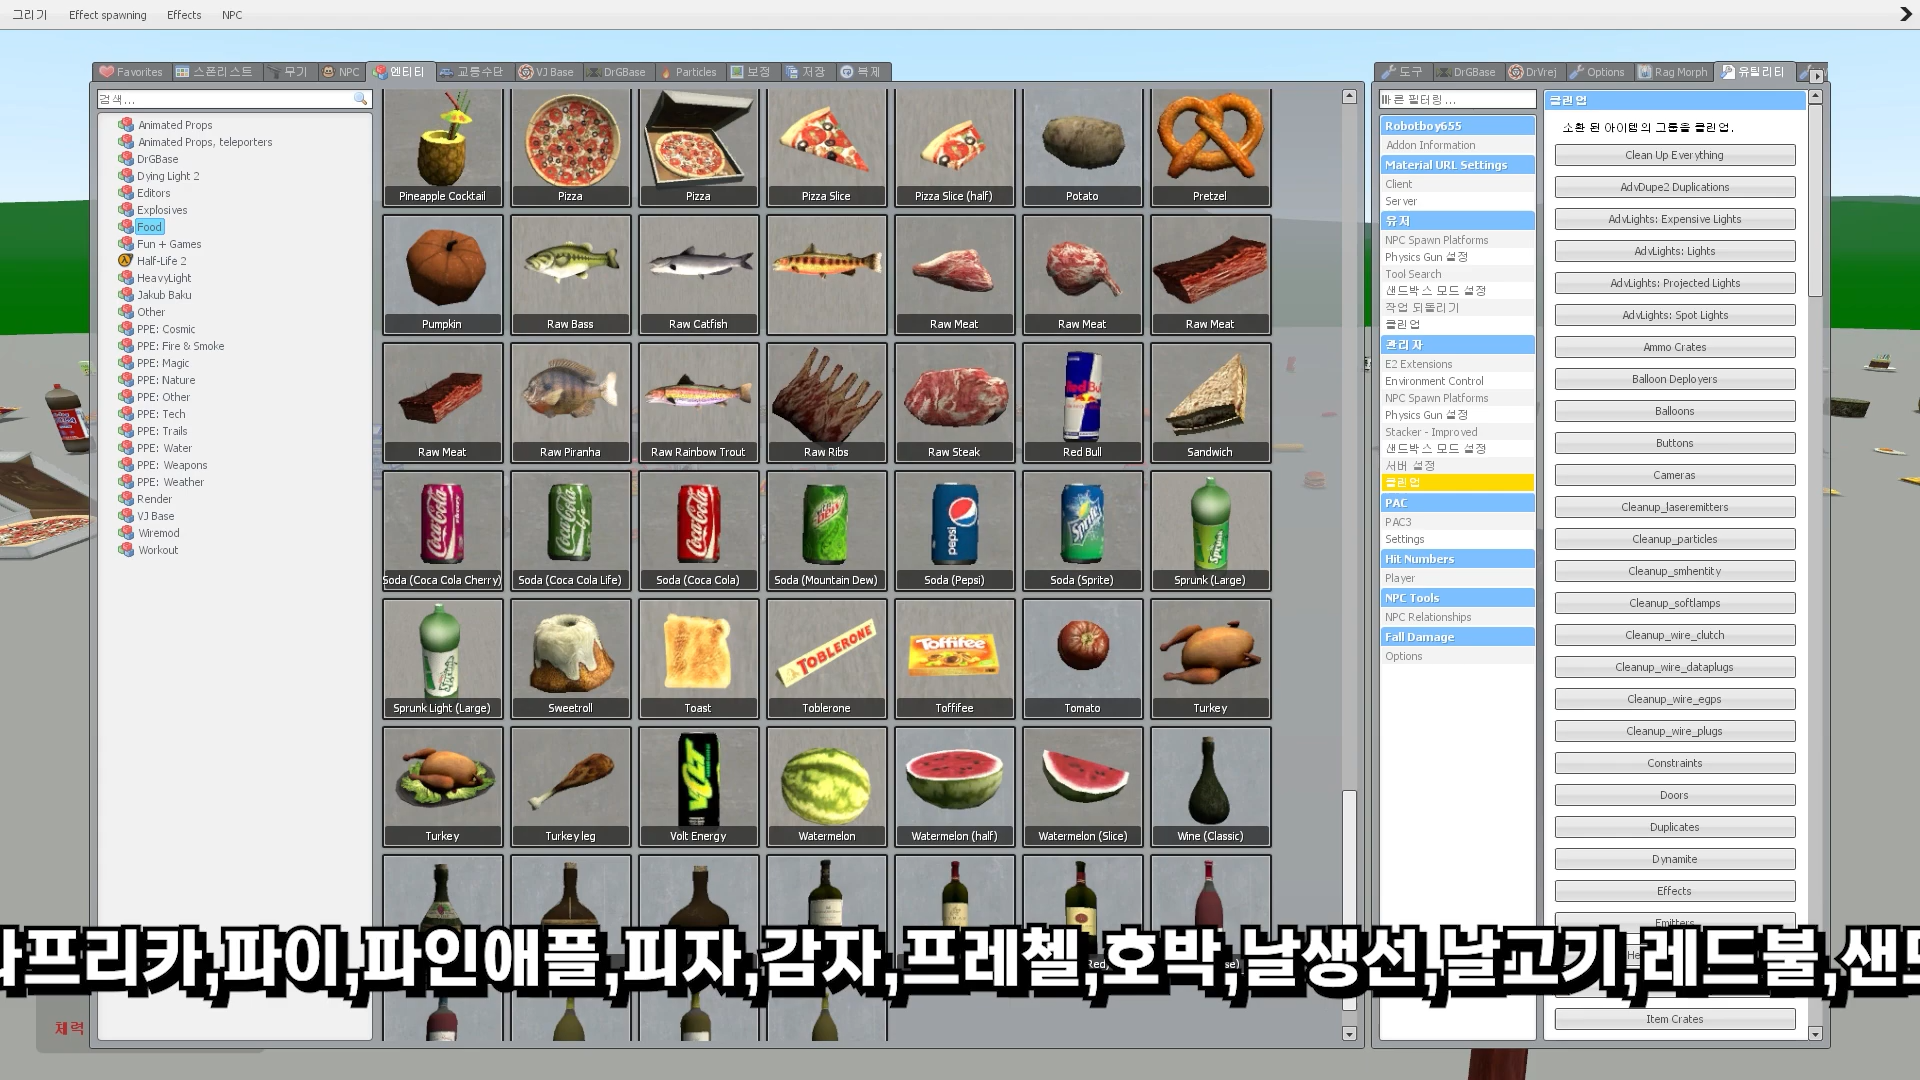 그리기 Effect spawning Effects NPC
Favorites 스폰리스트 무기 NPC 엔티티 교통수단 VJ Base DrGBase Particles 보정 저장 복제
도구 DrGBase DrVrej Options Rag Morph 유틸리티
검색...
Animated Props
Animated Props, teleporters
DrGBase
Dying Light 2
Editors
Explosives
Food
Fun + Games
Half-Life 2
HeavyLight
Jakub Baku
Other
PPE: Cosmic
PPE: Fire & Smoke
PPE: Magic
PPE: Nature
PPE: Other
PPE: Tech
PPE: Trails
PPE: Water
PPE: Weapons
PPE: Weather
Render
VJ Base
Wiremod
Workout
Pineapple Cocktail Pizza Pizza Pizza Slice Pizza Slice (half) Potato Pretzel
Pumpkin Raw Bass Raw Catfish Raw Meat Raw Meat Raw Meat
Raw Meat Raw Piranha Raw Rainbow Trout Raw Ribs Raw Steak Red Bull Sandwich
Soda (Coca Cola Cherry) Soda (Coca Cola Life) Soda (Coca Cola) Soda (Mountain Dew) Soda (Pepsi) Soda (Sprite) Sprunk (Large)
Sprunk Light (Large) Sweetroll Toast Toblerone Toffifee Tomato Turkey
Turkey Turkey leg Volt Energy Watermelon Watermelon (half) Watermelon (Slice) Wine (Classic)
빠른 필터링...
Robotboy655
Addon Information
Material URL Settings
Client
Server
유저
NPC Spawn Platforms
Physics Gun 설정
Tool Search
샌드박스 모드 설정
작업 되돌리기
클린업
관리자
E2 Extensions
Environment Control
NPC Spawn Platforms
Physics Gun 설정
Stacker - Improved
샌드박스 모드 설정
서버 설정
클린업
PAC
PAC3
Settings
Hit Numbers
Player
NPC Tools
NPC Relationships
Fall Damage
Options
클린업
소환 된 아이템의 그룹을 클린업.
Clean Up Everything
AdvDupe2 Duplications
AdvLights: Expensive Lights
AdvLights: Lights
AdvLights: Projected Lights
AdvLights: Spot Lights
Ammo Crates
Balloon Deployers
Balloons
Buttons
Cameras
Cleanup_laseremitters
Cleanup_particles
Cleanup_smhentity
Cleanup_softlamps
Cleanup_wire_clutch
Cleanup_wire_dataplugs
Cleanup_wire_egps
Cleanup_wire_plugs
Constraints
Doors
Duplicates
Dynamite
Effects
Emitters
Item Crates
파프리카,파이,파인애플,피자,감자,프레첼,호박,날생선,날고기,레드불,샌드
체력